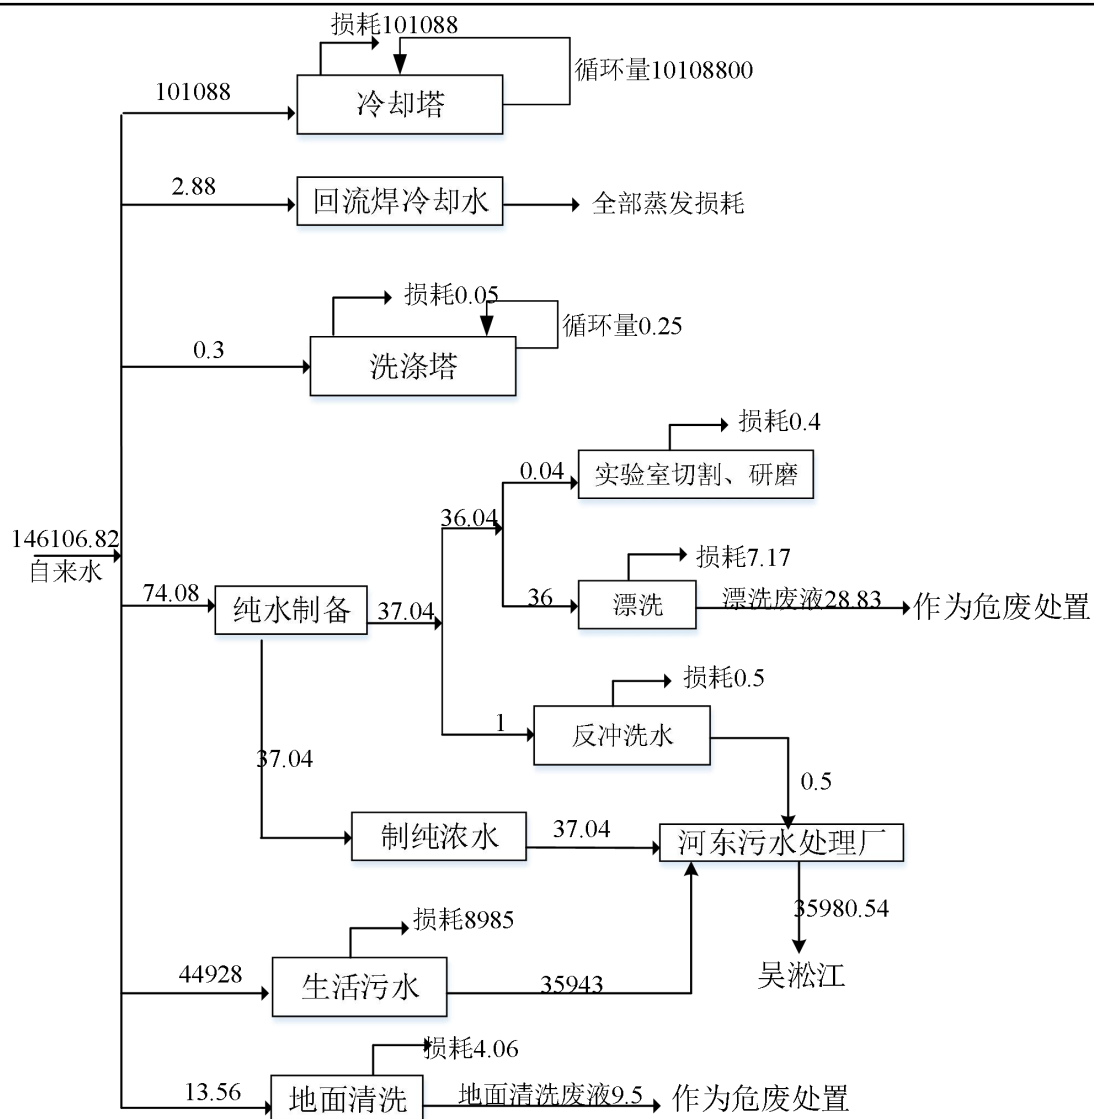 损耗101088
循环量10108800
101088
冷却塔
2.88
回流焊冷却水
全部蒸发损耗
损耗0.05
循环量0.25
0.3
洗涤塔
损耗0.4
0.04
实验室切割、研磨
36.04
146106.82
自来水
损耗7.17
74.08
纯水制备
37.04
36
漂洗
漂洗废液28.83
作为危废处置
损耗0.5
1
反冲洗水
37.04
0.5
制纯浓水
37.04
河东污水处理厂
35980.54
损耗8985
44928
生活污水
35943
吴淞江
损耗4.06
13.56
地面清洗
地面清洗废液9.5
作为危废处置